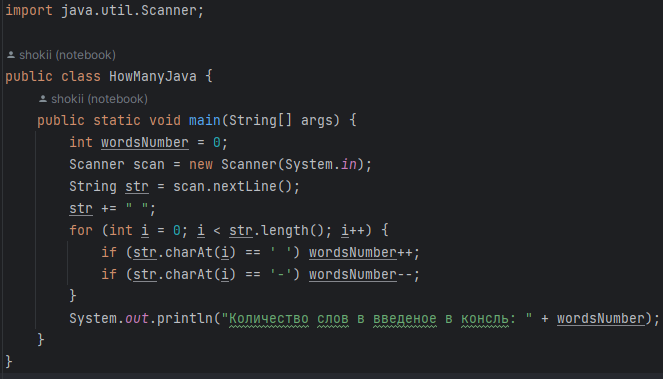 import java.util.Scanner;
shokii (notebook)
public class HowManyJava {
shokii (notebook)
public static void main(String[] args) {
int wordsNumber = 0;
Scanner scan = new Scanner(System.in);
String str = scan.nextLine();
str += " ";
for (int i = 0; i < str.length(); i++) {
if (str.charAt(i) == ' ') wordsNumber++;
if (str.charAt(i) == '-') wordsNumber--;
}
System.out.println("Количество слов в введеное в консль: " + wordsNumber);
}
}